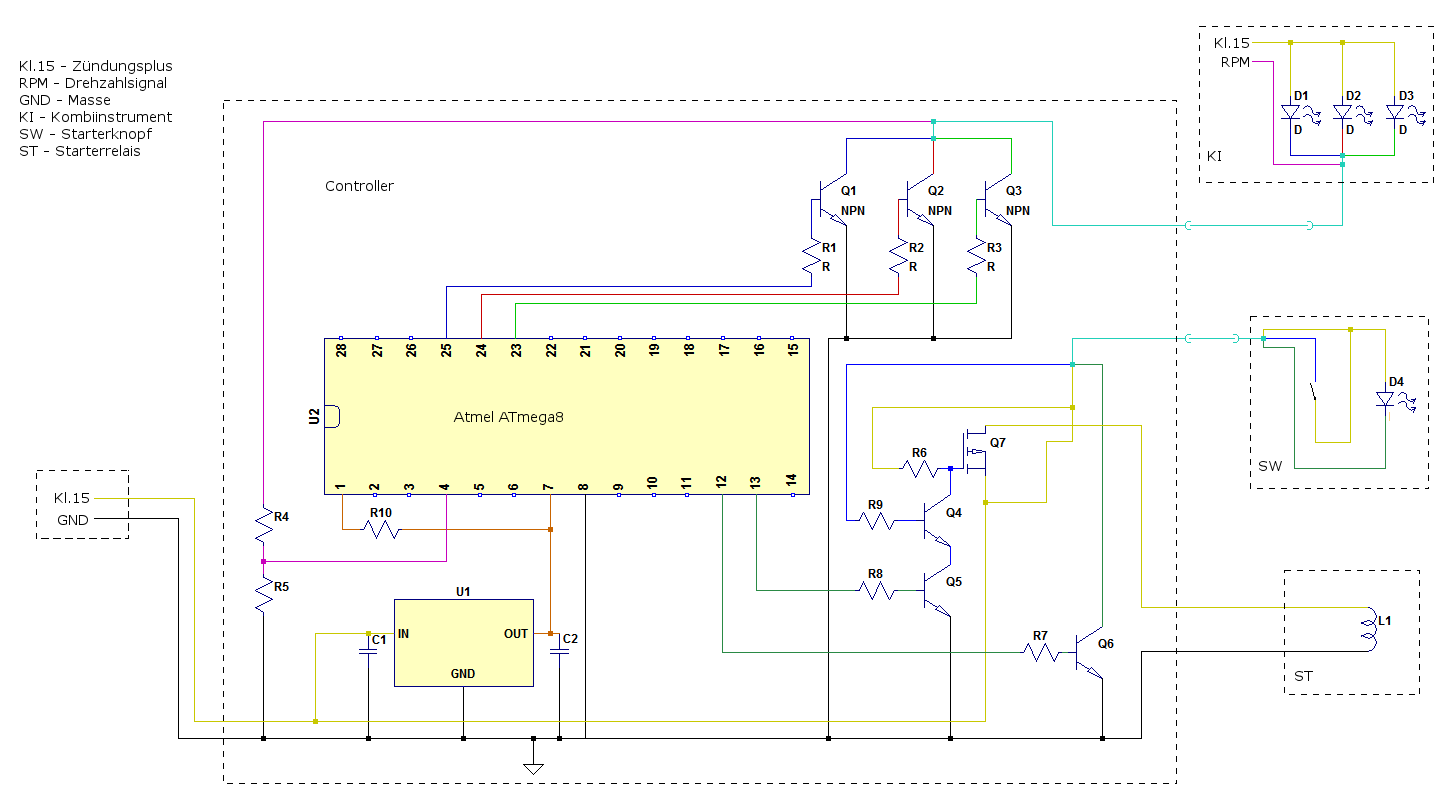 Kl.15 - Zündungsplus
RPM - Drehzahlsignal
GND - Masse
KI - Kombiinstrument
SW - Starterknopf
ST - Starterrelais
Kl.15
RPM
D1
D2
D3
D
D
D
KI
Controller
Q1
NPN
Q2
NPN
Q3
NPN
R1
R
R2
R
R3
R
28
27
26
25
24
23
22
21
20
19
18
17
16
15
U2
Atmel ATmega8
1
2
3
4
5
6
7
8
9
10
11
12
13
14
D4
SW
Q7
R6
Kl.15
GND
R4
R10
R9
Q4
R5
U1
R8
Q5
IN
OUT
GND
C1
C2
R7
Q6
L1
ST